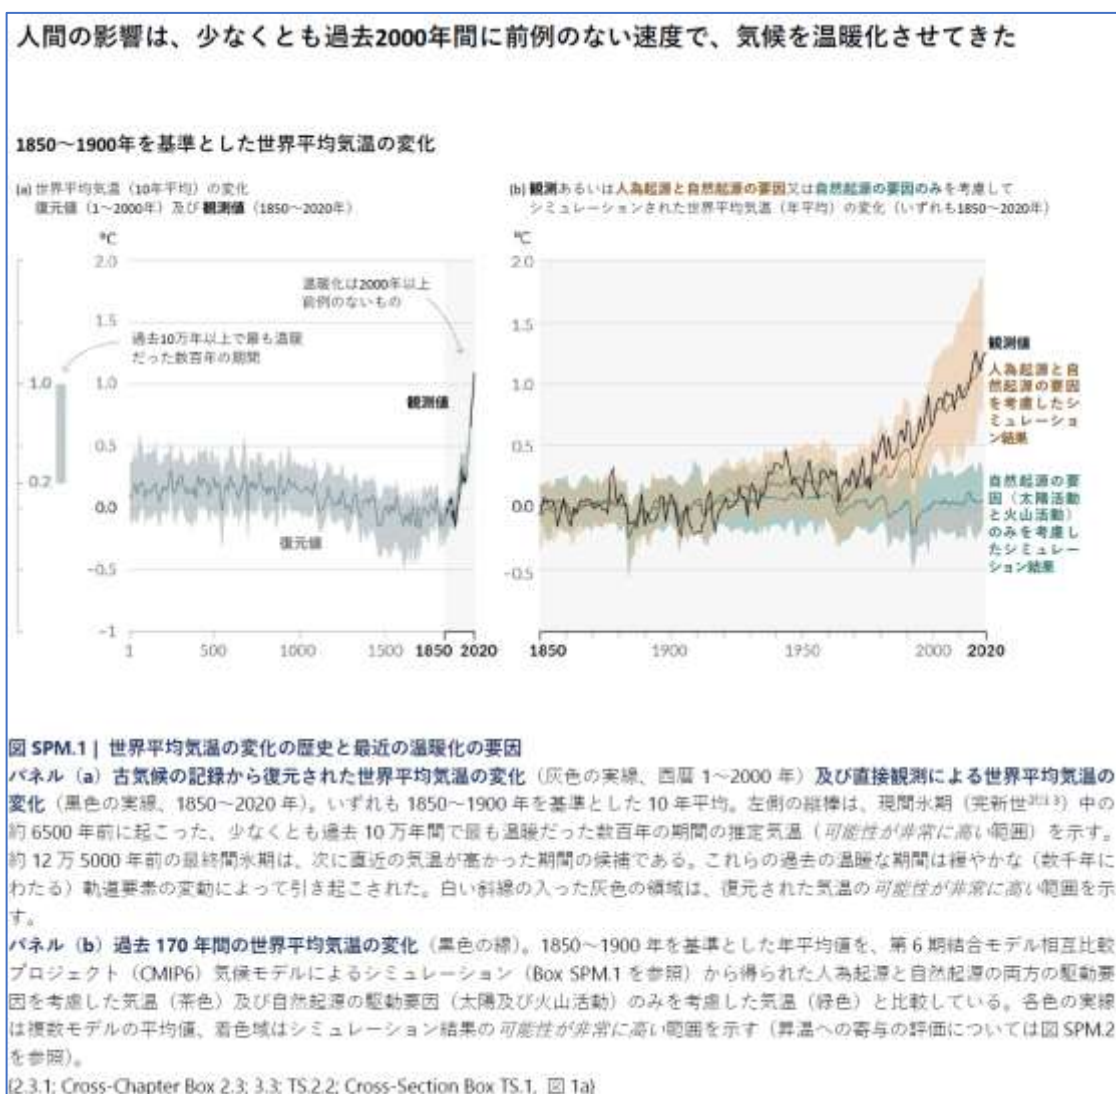 人間の影響は、少なくとも過去2000年間に前例のない速度で、気候を温暖化させてきた
1850～1900年を基準とした世界平均気温の変化
(a) 世界平均気温（10年平均）の変化
復元値（1～2000年）及び観測値（1850～2020年）
ºC
2.0
1.5
1.0
0.5
0.0
−0.5
−1
1.0
0.2
温暖化は2000年以上
前例のないもの
過去10万年以上で最も温暖
だった数百年の期間
観測値
復元値
1 500 1000 1500 1850 2020
(b) 観測あるいは人為起源と自然起源の要因又は自然起源の要因のみを考慮して
シミュレーションされた世界平均気温（年平均）の変化（いずれも1850～2020年）
ºC
2.0
1.5
1.0
0.5
0.0
−0.5
1850 1900 1950 2000 2020
観測値
人為起源と自
然起源の要因
を考慮したシ
ミュレーショ
ン結果
自然起源の要
因（太陽活動
と火山活動）
のみを考慮し
たシミュレー
ション結果
図 SPM.1 | 世界平均気温の変化の歴史と最近の温暖化の要因
パネル（a）古気候の記録から復元された世界平均気温の変化（灰色の実線、西暦 1～2000 年）及び直接観測による世界平均気温の
変化（黒色の実線、1850～2020 年）。いずれも 1850～1900 年を基準とした 10 年平均。左側の縦棒は、現間氷期（完新世）中の
約 6500 年前に起こった、少なくとも過去 10 万年間で最も温暖だった数百年の期間の推定気温（可能性が非常に高い範囲）を示す。
約 12 万 5000 年前の最終間氷期は、次に直近の気温が高かった期間の候補である。これらの過去の温暖な期間は緩やかな（数千年に
わたる）軌道要素の変動によって引き起こされた。白い斜線の入った灰色の領域は、復元された気温の可能性が非常に高い範囲を示
す。
パネル（b）過去 170 年間の世界平均気温の変化（黒色の線）。1850～1900 年を基準とした年平均値を、第 6 期結合モデル相互比較
プロジェクト（CMIP6）気候モデルによるシミュレーション（Box SPM.1 を参照）から得られた人為起源と自然起源の両方の駆動要
因を考慮した気温（茶色）及び自然起源の駆動要因（太陽及び火山活動）のみを考慮した気温（緑色）と比較している。各色の実線
は複数モデルの平均値、着色域はシミュレーション結果の可能性が非常に高い範囲を示す（昇温への寄与の評価については図 SPM.2
を参照）。
{2.3.1; Cross-Chapter Box 2.3; 3.3; TS.2.2; Cross-Section Box TS.1, 図 1a}